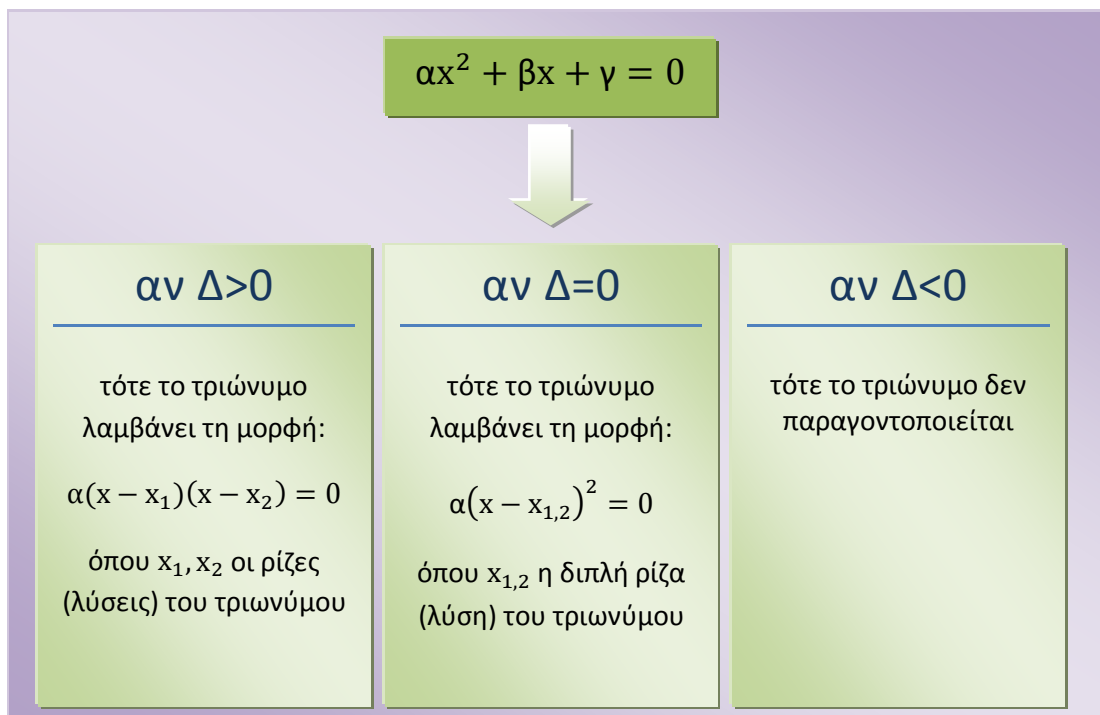 αx² + βx + γ = 0
αν Δ>0
τότε το τριώνυμο
λαμβάνει τη μορφή:
α(x − x₁)(x − x₂) = 0
όπου x₁, x₂ οι ρίζες
(λύσεις) του τριωνύμου
αν Δ=0
τότε το τριώνυμο
λαμβάνει τη μορφή:
α(x − x₁,₂)² = 0
όπου x₁,₂ η διπλή ρίζα
(λύση) του τριωνύμου
αν Δ<0
τότε το τριώνυμο δεν
παραγοντοποιείται